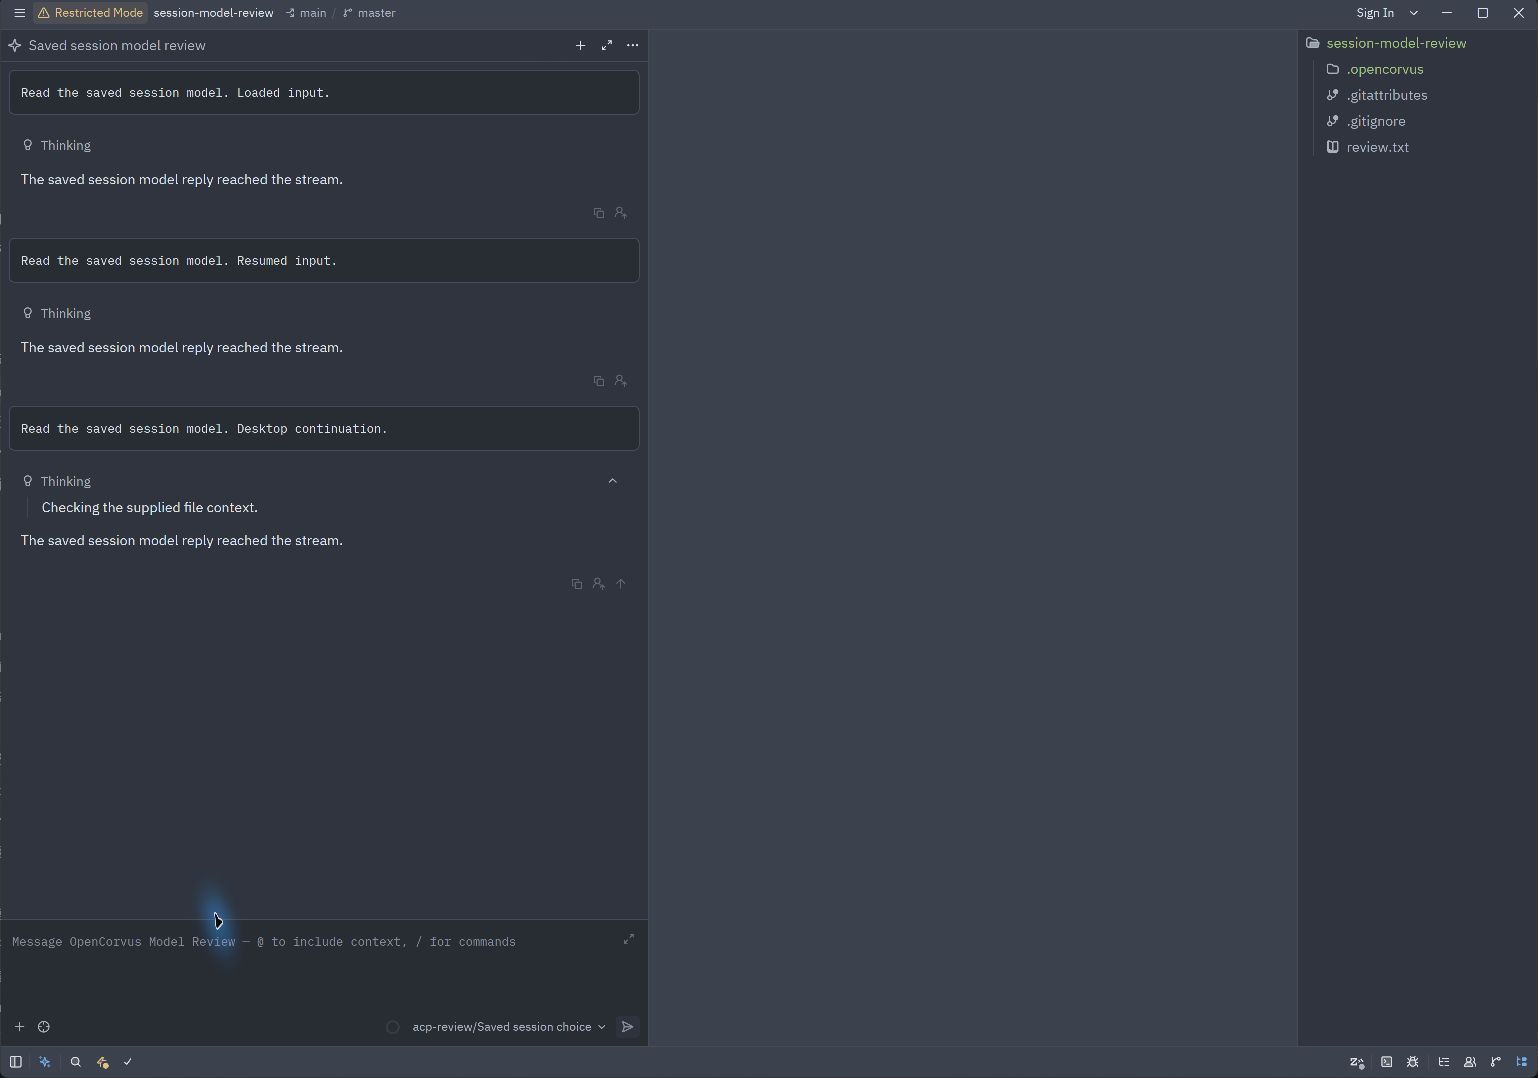 Restricted Mode session-model-review main / master Sign In
Saved session model review
Read the saved session model. Loaded input.
Thinking
The saved session model reply reached the stream.
Read the saved session model. Resumed input.
Thinking
The saved session model reply reached the stream.
Read the saved session model. Desktop continuation.
Thinking
Checking the supplied file context.
The saved session model reply reached the stream.
Message OpenCorvus Model Review — @ to include context, / for commands
acp-review/Saved session choice
session-model-review
.opencorvus
.gitattributes
.gitignore
review.txt